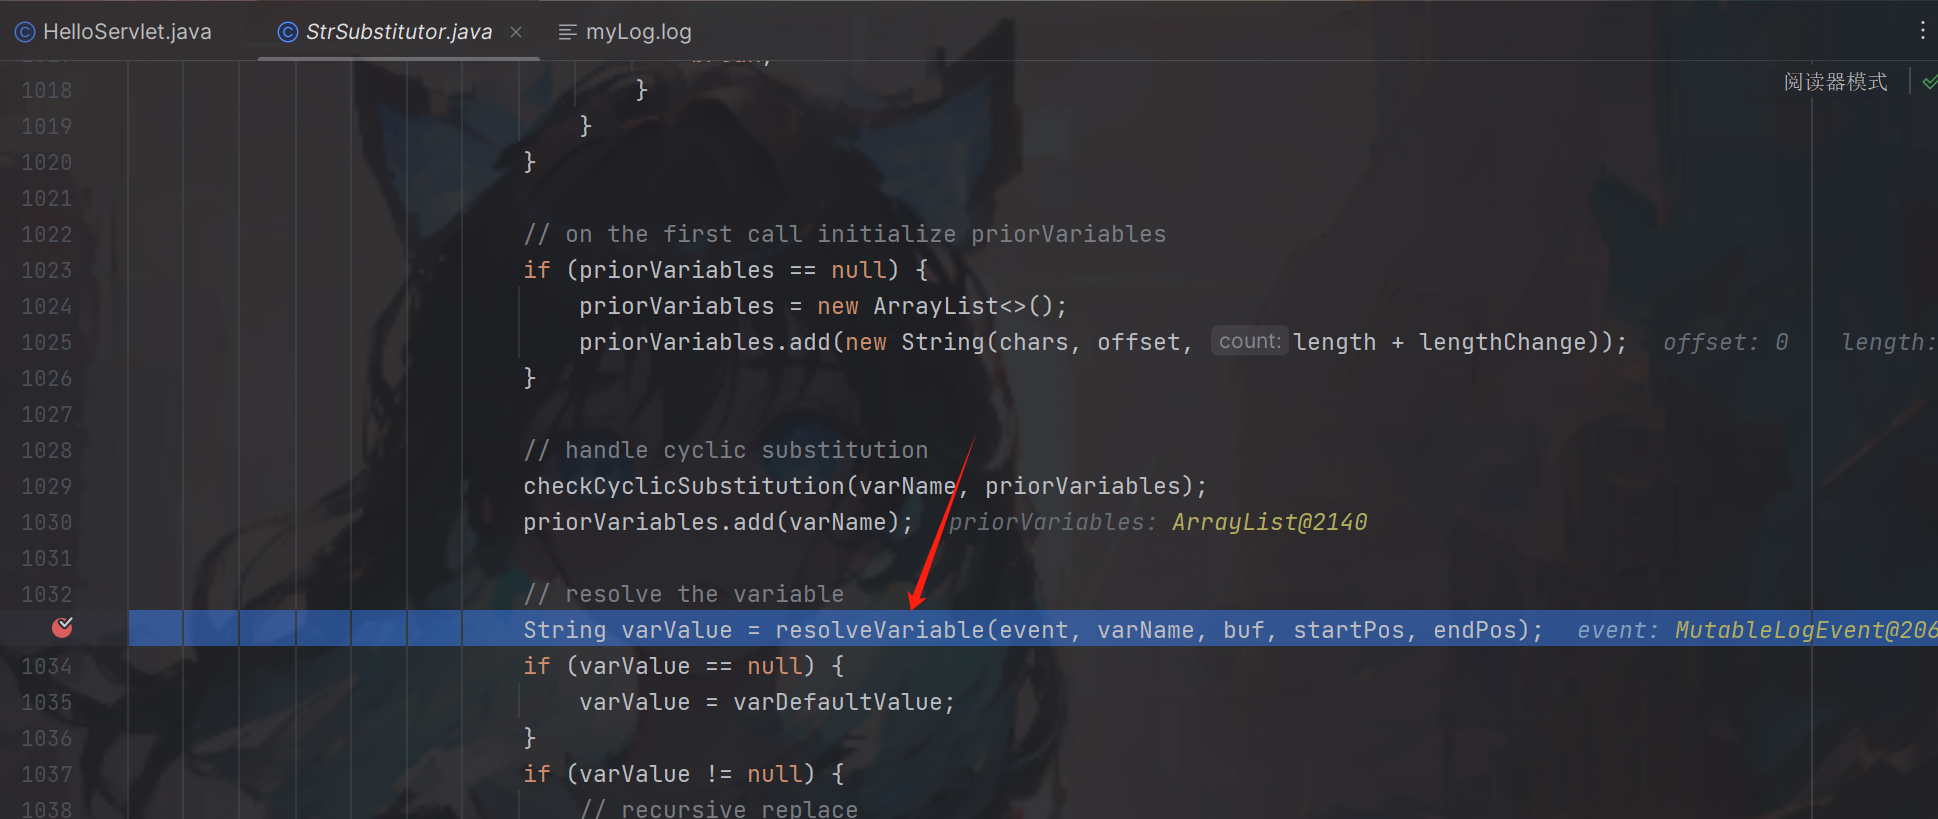 HelloServlet.java StrSubstitutor.java myLog.log
阅读器模式
1018 }
1019 }
1020 }
1021
1022 // on the first call initialize priorVariables
1023 if (priorVariables == null) {
1024 priorVariables = new ArrayList<>();
1025 priorVariables.add(new String(chars, offset, count: length + lengthChange)); offset: 0 length:
1026 }
1027
1028 // handle cyclic substitution
1029 checkCyclicSubstitution(varName, priorVariables);
1030 priorVariables.add(varName); priorVariables: ArrayList@2140
1031
1032 // resolve the variable
String varValue = resolveVariable(event, varName, buf, startPos, endPos); event: MutableLogEvent@206
1034 if (varValue == null) {
1035 varValue = varDefaultValue;
1036 }
1037 if (varValue != null) {
1038 // recursive replace